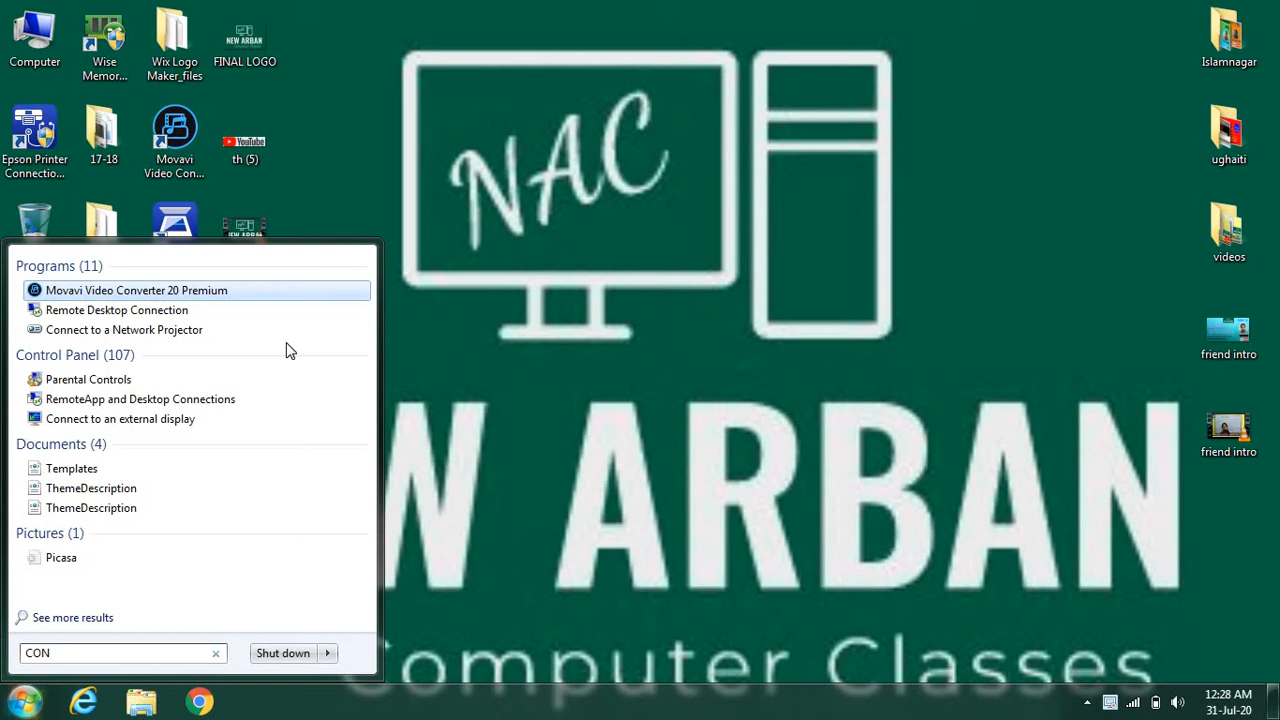 Computer
Wise
Memor...
Wix Logo
Maker_files
NEW ARBAN
FINAL LOGO
Epson Printer
Connectio...
17-18
Movavi
Video Con...
YouTube
th (5)
Islamnagar
ughaiti
videos
friend intro
friend intro
NAC
W ARBAN
Computer Classes
Programs (11)
Movavi Video Converter 20 Premium
Remote Desktop Connection
Connect to a Network Projector
Control Panel (107)
Parental Controls
RemoteApp and Desktop Connections
Connect to an external display
Documents (4)
Templates
ThemeDescription
ThemeDescription
Pictures (1)
Picasa
See more results
CON
Shut down
12:28 AM
31-Jul-20